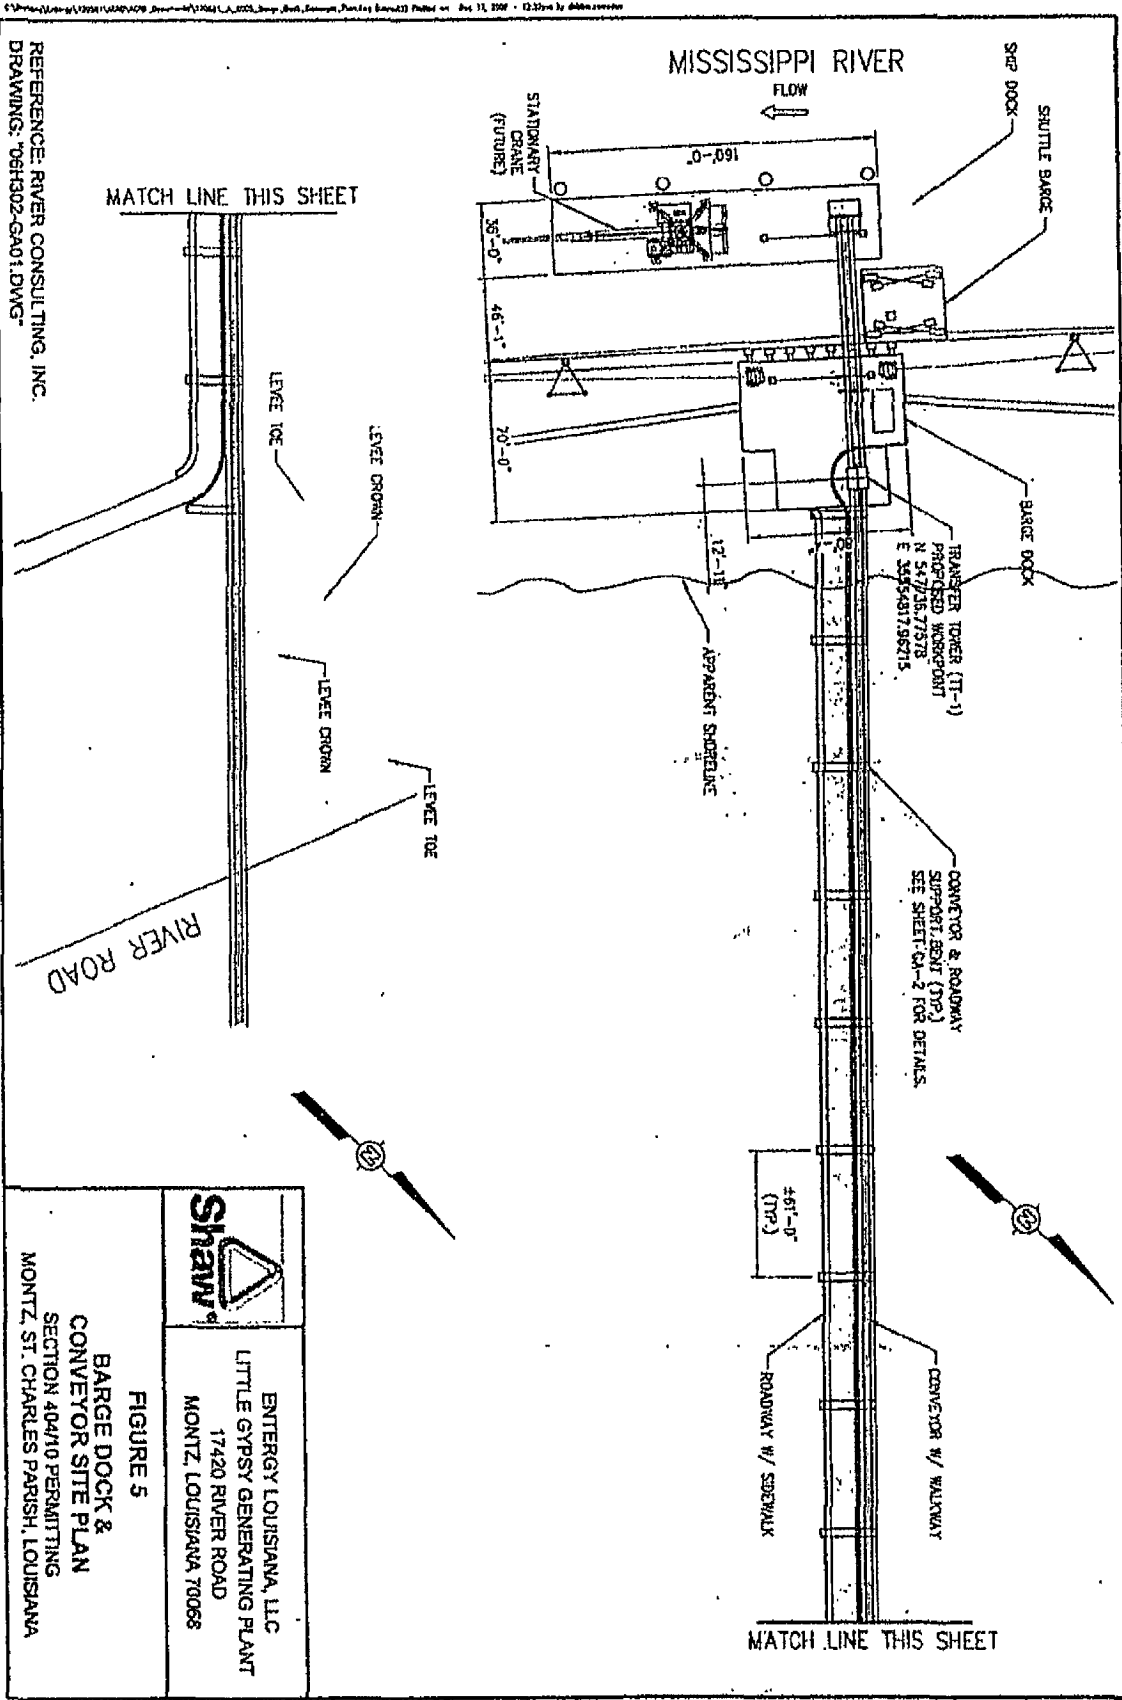 MISSISSIPPI RIVER
FLOW
SHIP DOCK
SHUTTLE BARGE
STATIONARY
CRANE
(FUTURE)
160'-0"
36'-0"
46'-1"
70'-0"
12'-11"
BARGE DOCK
TRANSFER TOWER (TT-1)
PROPOSED WORKPOINT
APPARENT SHORELINE
CONVEYOR & ROADWAY
SUPPORT BENT (TYP.)
SEE SHEET GA-2 FOR DETAILS.
±61'-0"
(TYP.)
CONVEYOR W/ WALKWAY
ROADWAY W/ SIDEWALK
MATCH LINE THIS SHEET
MATCH LINE THIS SHEET
LEVEE TOE
LEVEE CROWN
LEVEE CROWN
LEVEE TOE
RIVER ROAD
REFERENCE: RIVER CONSULTING, INC.
DRAWING: "06H302-GA01.DWG"
Shaw®
ENTERGY LOUISIANA, LLC
LITTLE GYPSY GENERATING PLANT
17420 RIVER ROAD
MONTZ, LOUISIANA 70068
FIGURE 5
BARGE DOCK &
CONVEYOR SITE PLAN
SECTION 404/10 PERMITTING
MONTZ, ST. CHARLES PARISH, LOUISIANA